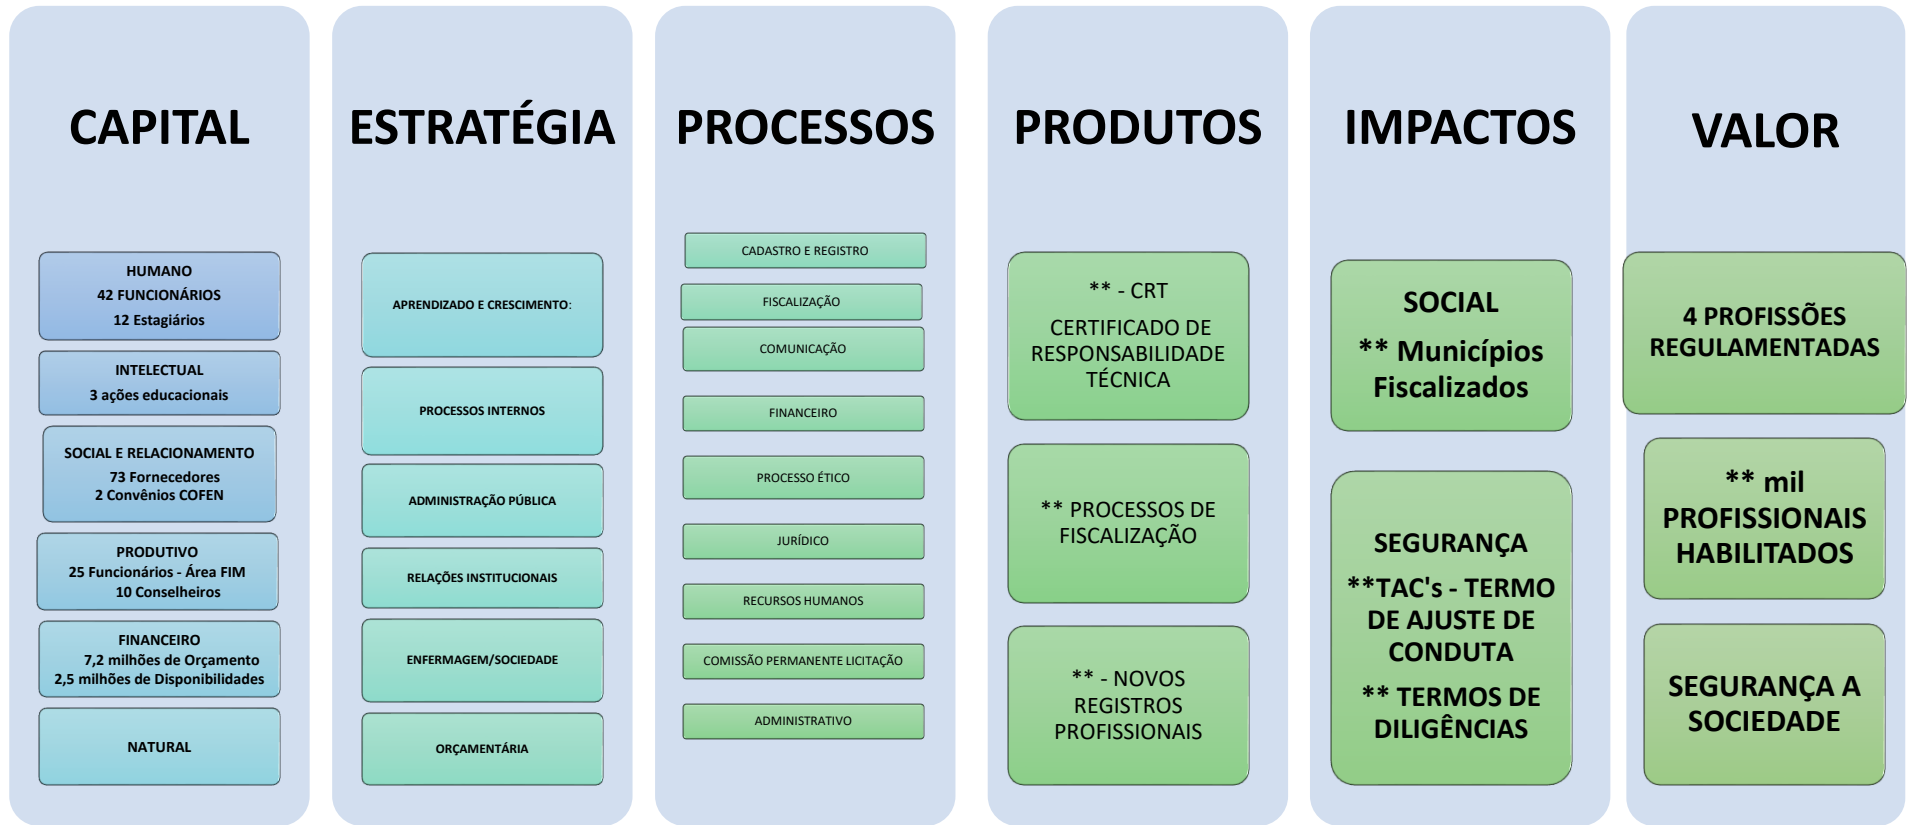 CAPITAL
HUMANO
42 FUNCIONÁRIOS
12 Estagiários
INTELECTUAL
3 ações educacionais
SOCIAL E RELACIONAMENTO
73 Fornecedores
2 Convênios COFEN
PRODUTIVO
25 Funcionários - Área FIM
10 Conselheiros
FINANCEIRO
7,2 milhões de Orçamento
2,5 milhões de Disponibilidades
NATURAL
ESTRATÉGIA
APRENDIZADO E CRESCIMENTO:
PROCESSOS INTERNOS
ADMINISTRAÇÃO PÚBLICA
RELAÇÕES INSTITUCIONAIS
ENFERMAGEM/SOCIEDADE
ORÇAMENTÁRIA
PROCESSOS
CADASTRO E REGISTRO
FISCALIZAÇÃO
COMUNICAÇÃO
FINANCEIRO
PROCESSO ÉTICO
JURÍDICO
RECURSOS HUMANOS
COMISSÃO PERMANENTE LICITAÇÃO
ADMINISTRATIVO
PRODUTOS
** - CRT
CERTIFICADO DE
RESPONSABILIDADE
TÉCNICA
** PROCESSOS DE
FISCALIZAÇÃO
** - NOVOS
REGISTROS
PROFISSIONAIS
IMPACTOS
SOCIAL
** Municípios
Fiscalizados
SEGURANÇA
**TAC's - TERMO
DE AJUSTE DE
CONDUTA
** TERMOS DE
DILIGÊNCIAS
VALOR
4 PROFISSÕES
REGULAMENTADAS
** mil
PROFISSIONAIS
HABILITADOS
SEGURANÇA A
SOCIEDADE